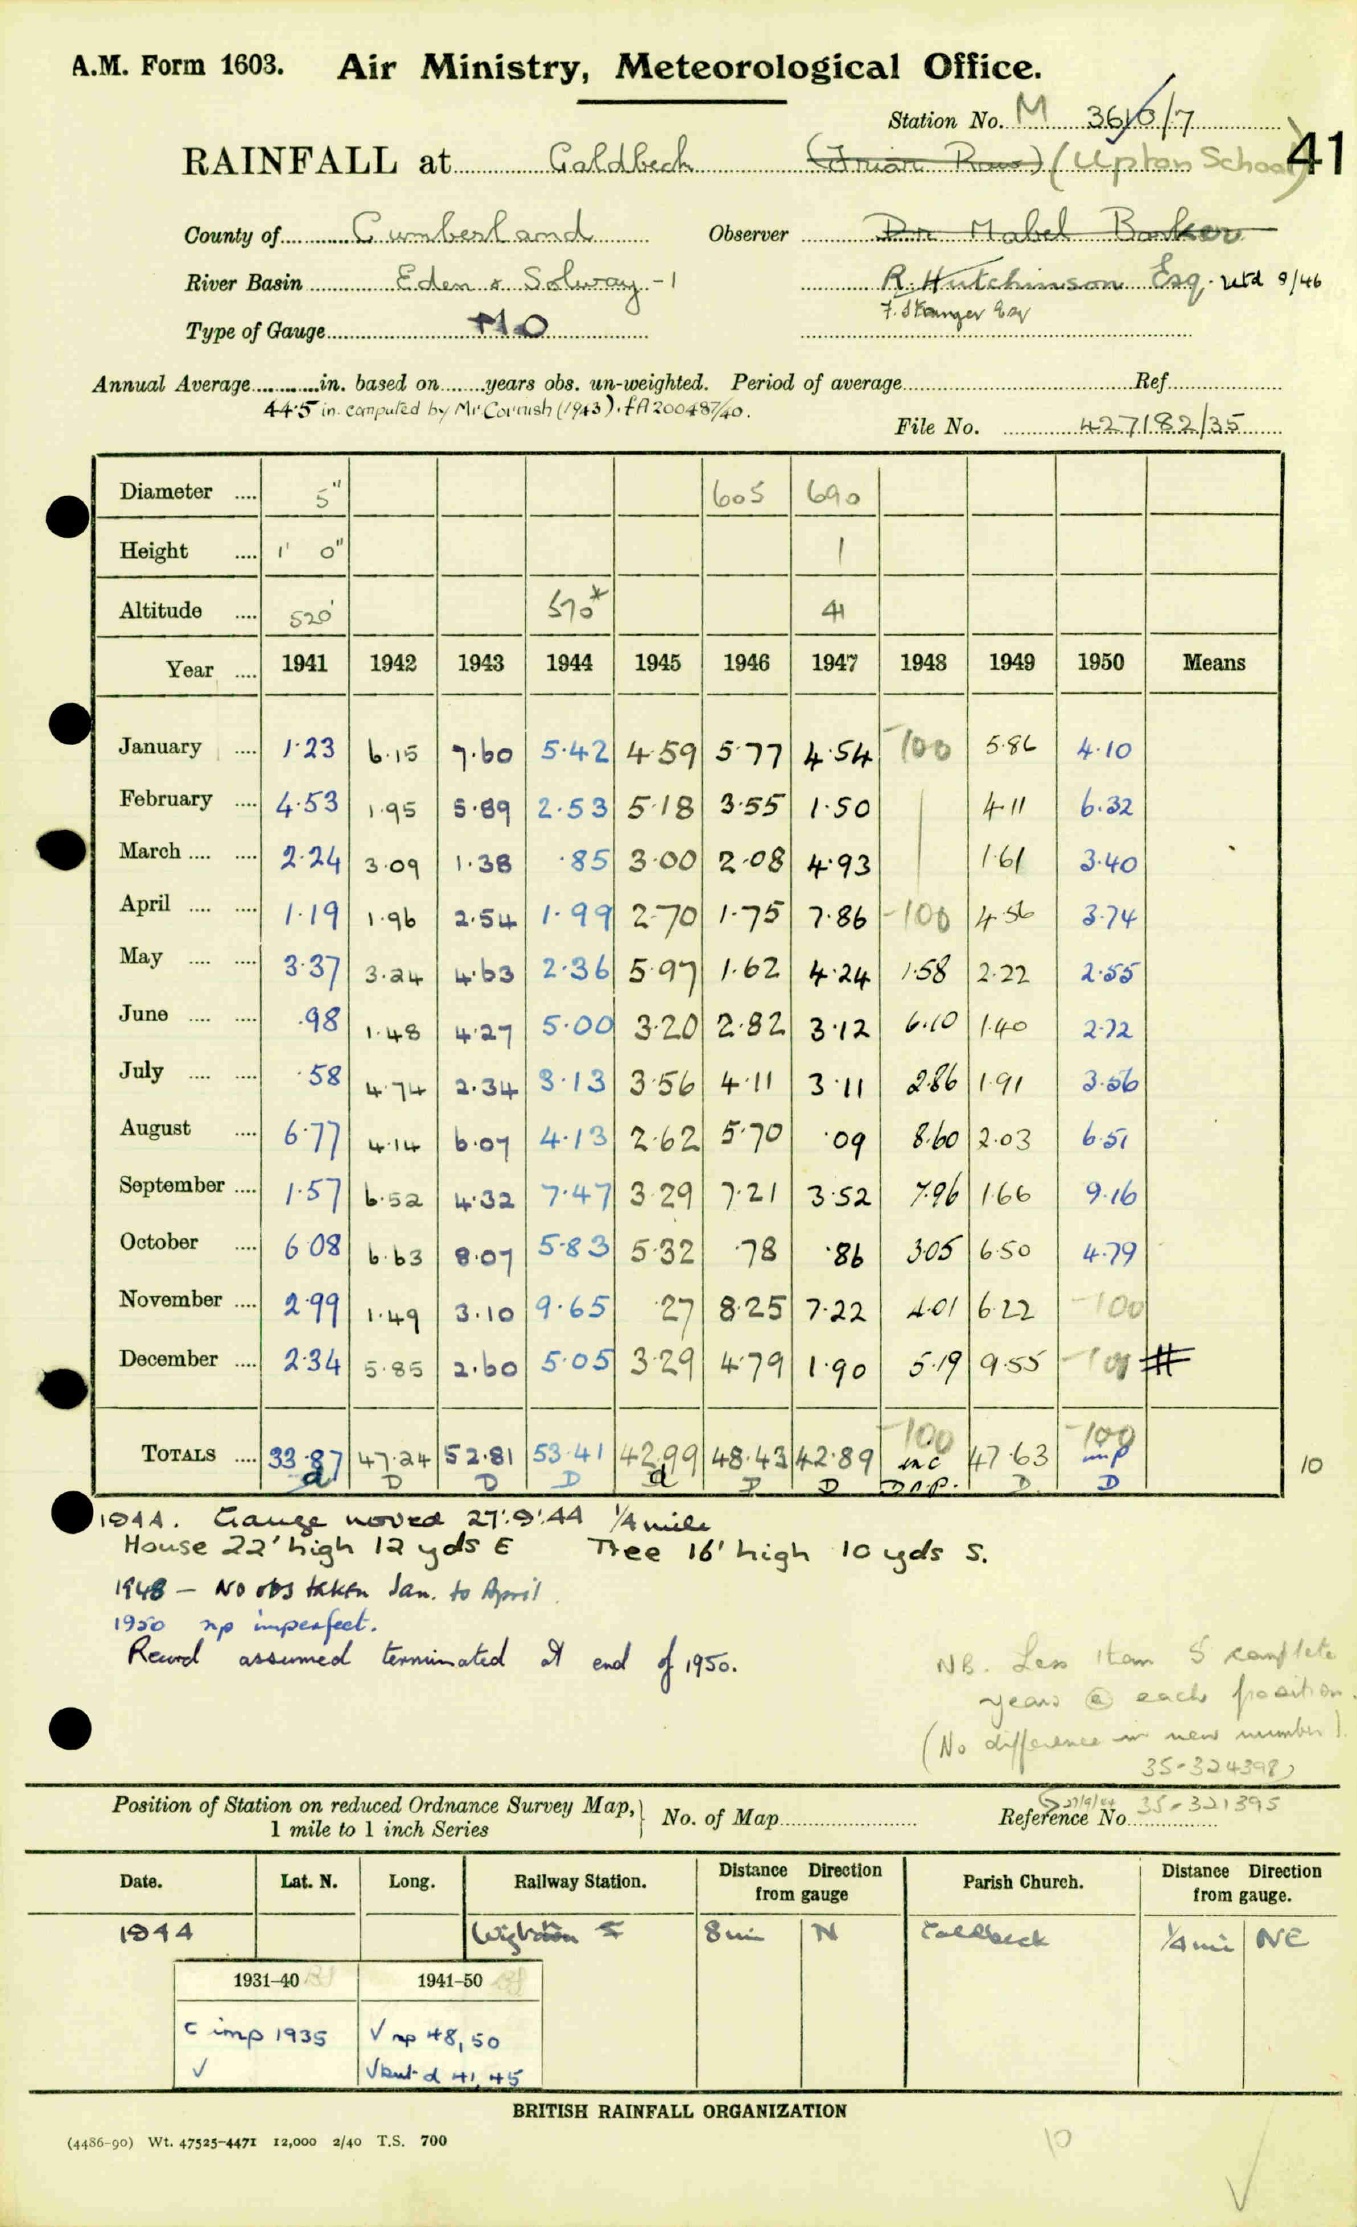 A.M. Form 1603. Air Ministry, Meteorological Office.
Station No. M 3610/7
RAINFALL at Caldbeck (Friar Row) (Upton School) 41
County of Cumberland Observer Dr Mabel Barker
River Basin Eden & Solway - 1 R. Hutchinson Esq. utd 8/46
F. Stanger Esq
Type of Gauge MO
Annual Average in. based on years obs. un-weighted. Period of average Ref.
44.5 in. computed by Mr Cornish (1943). fA200487/40.
File No. 427182/35
Diameter 5" 605 690
Height 1' 0" 1
Altitude 520' 570* 41
Year 1941 1942 1943 1944 1945 1946 1947 1948 1949 1950 Means
January 1.23 6.15 7.60 5.42 4.59 5.77 4.54 -100 5.86 4.10
February 4.53 1.95 5.89 2.53 5.18 3.55 1.50 4.11 6.32
March 2.24 3.09 1.38 .85 3.00 2.08 4.93 1.61 3.40
April 1.19 1.96 2.54 1.99 2.70 1.75 7.86 -100 4.56 3.74
May 3.37 3.24 4.63 2.36 5.97 1.62 4.24 1.58 2.22 2.55
June .98 1.48 4.27 5.00 3.20 2.82 3.12 6.10 1.40 2.72
July .58 4.74 2.34 3.13 3.56 4.11 3.11 2.86 1.91 3.56
August 6.77 4.14 6.07 4.13 2.62 5.70 .09 8.60 2.03 6.51
September 1.57 6.52 4.32 7.47 3.29 7.21 3.52 7.96 1.66 9.16
October 6.08 6.63 8.07 5.83 5.32 .78 .86 3.05 6.50 4.79
November 2.99 1.49 3.10 9.65 .27 8.25 7.22 4.01 6.22 -100
December 2.34 5.85 2.60 5.05 3.29 4.79 1.90 5.19 9.55 -100 #
-100 -100
TOTALS 33.87 47.24 52.81 53.41 42.99 48.43 42.89 inc 47.63 imp 10
d D D D d D D D n.p. D D
1944. Gauge moved 27.9.44 1/4 mile
House 22' high 12 yds E Tree 16' high 10 yds S.
1948 - No obs taken Jan. to April.
1950 np imperfect.
Record assumed terminated at end of 1950.
NB. Less than 5 complete
years @ each position.
(No difference in new number).
35-324398
27/9/44 35-321395
Position of Station on reduced Ordnance Survey Map, 1 mile to 1 inch Series No. of Map Reference No
Date. Lat. N. Long. Railway Station. Distance Direction from gauge Parish Church. Distance Direction from gauge.
1944 Wigton 8 mi N Caldbeck 1/4 mi NE
1931-40 1941-50
c imp 1935 √ np 48, 50
√ √ but d 41, 45
BRITISH RAINFALL ORGANIZATION
(4486-90) Wt. 47525-4471 12,000 2/40 T.S. 700
10